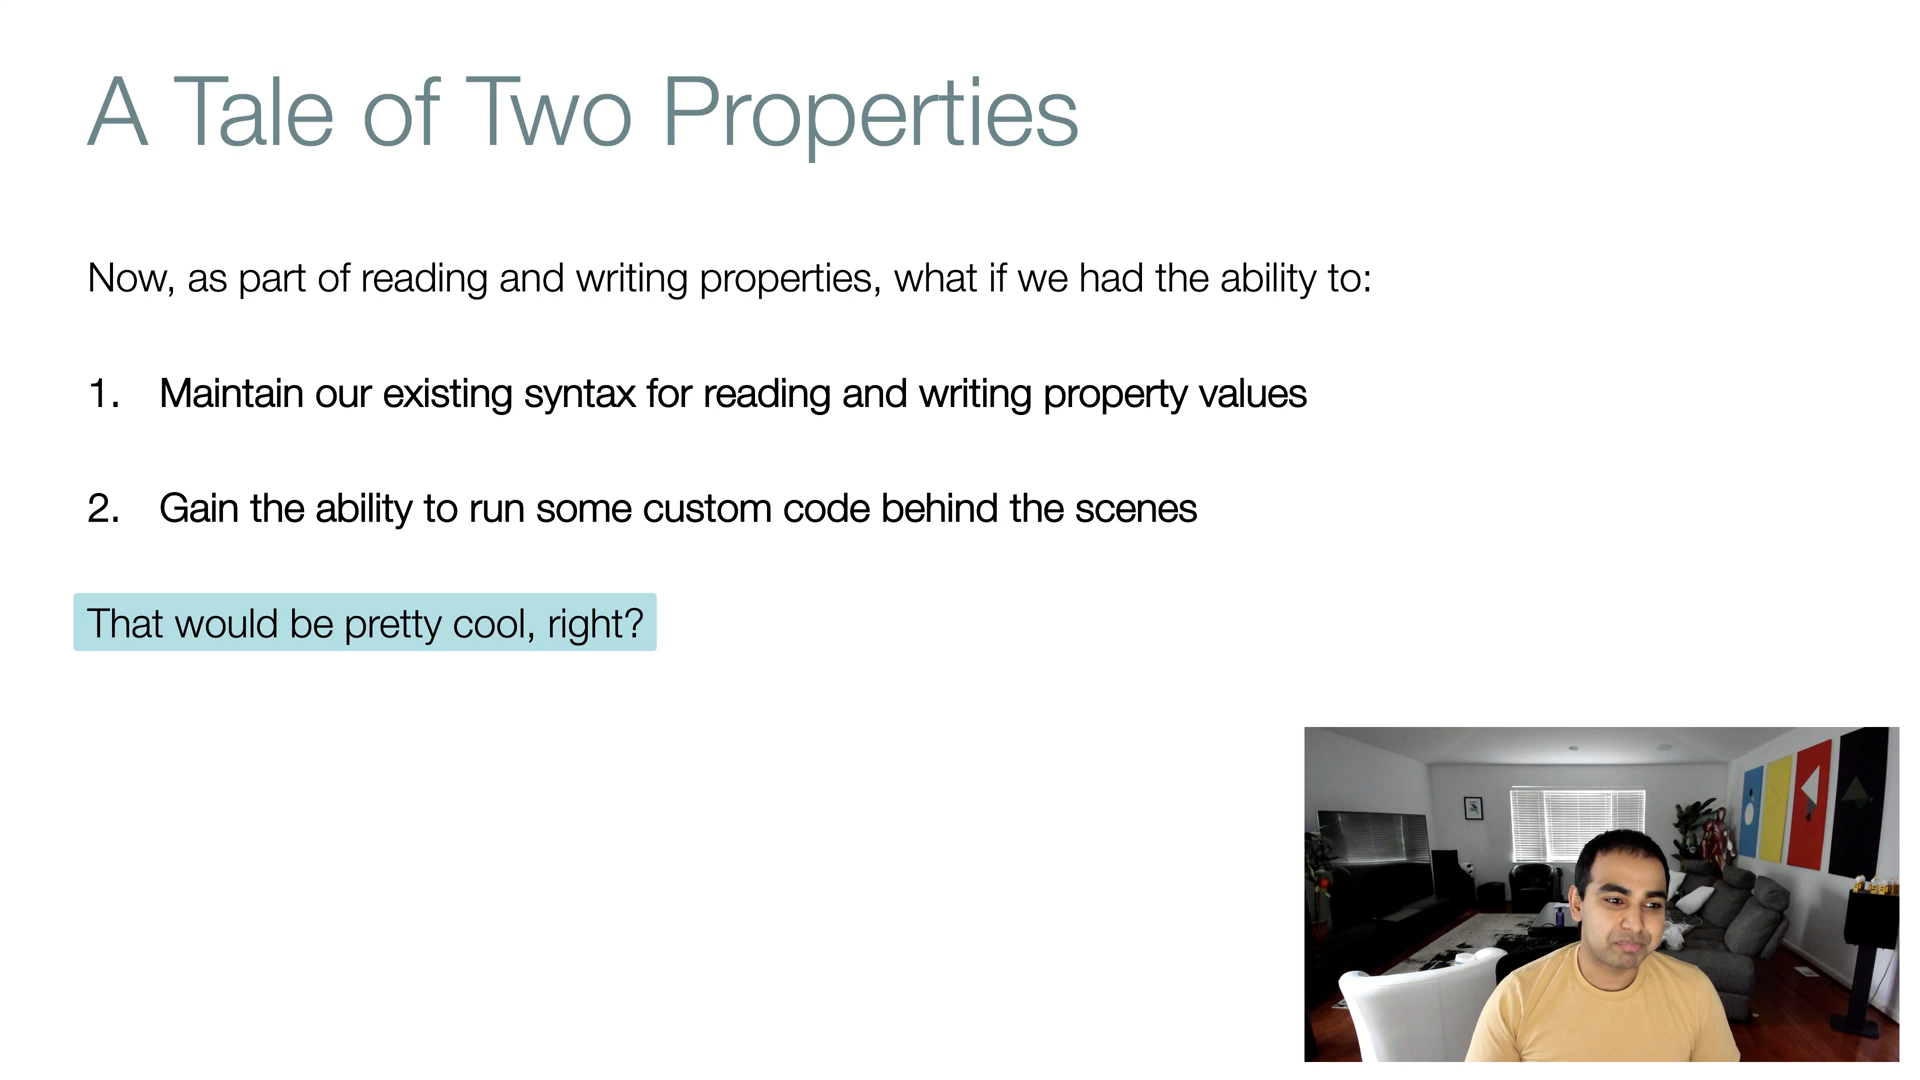 A Tale of Two Properties
Now, as part of reading and writing properties, what if we had the ability to:
1. Maintain our existing syntax for reading and writing property values
2. Gain the ability to run some custom code behind the scenes
That would be pretty cool, right?